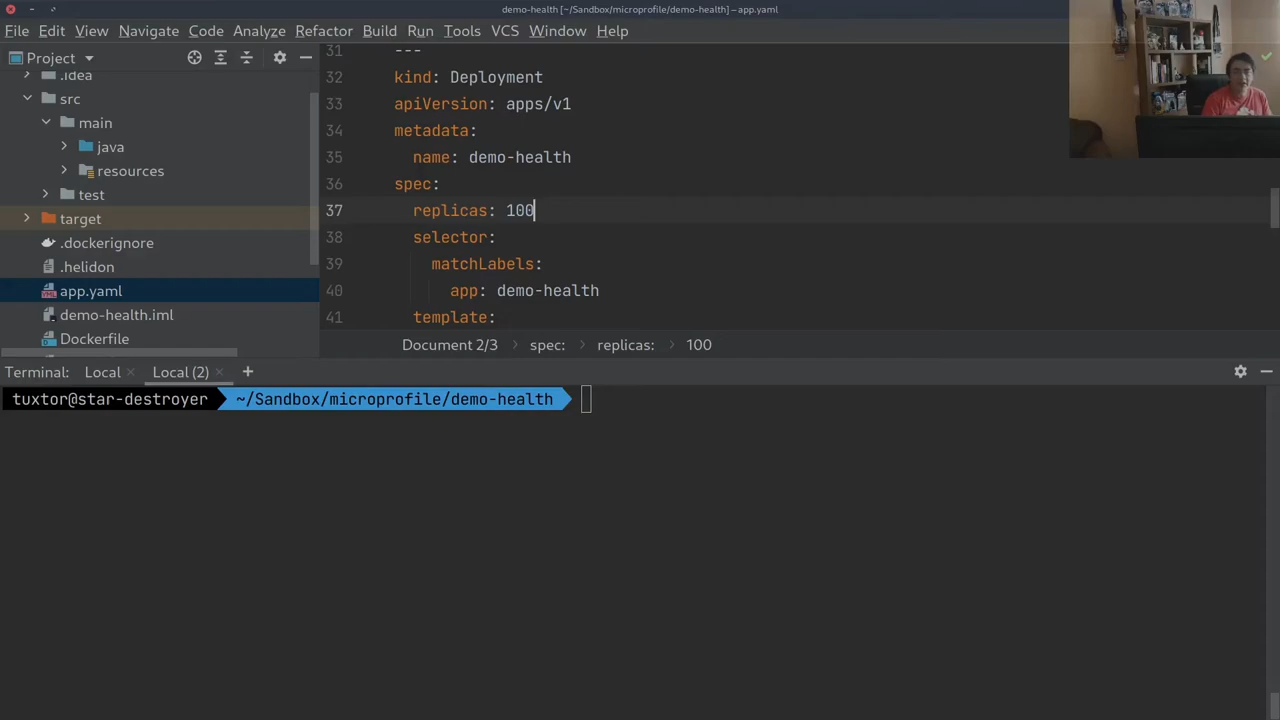 demo-health [~/Sandbox/microprofile/demo-health] – app.yaml
File Edit View Navigate Code Analyze Refactor Build Run Tools VCS Window Help
Project
.idea
src
main
java
resources
test
target
.dockerignore
.helidon
app.yaml
demo-health.iml
Dockerfile
31 ---
32 kind: Deployment
33 apiVersion: apps/v1
34 metadata:
35 name: demo-health
36 spec:
37 replicas: 100
38 selector:
39 matchLabels:
40 app: demo-health
41 template:
Document 2/3 › spec: › replicas: › 100
Terminal: Local × Local (2) × +
tuxtor@star-destroyer ~/Sandbox/microprofile/demo-health